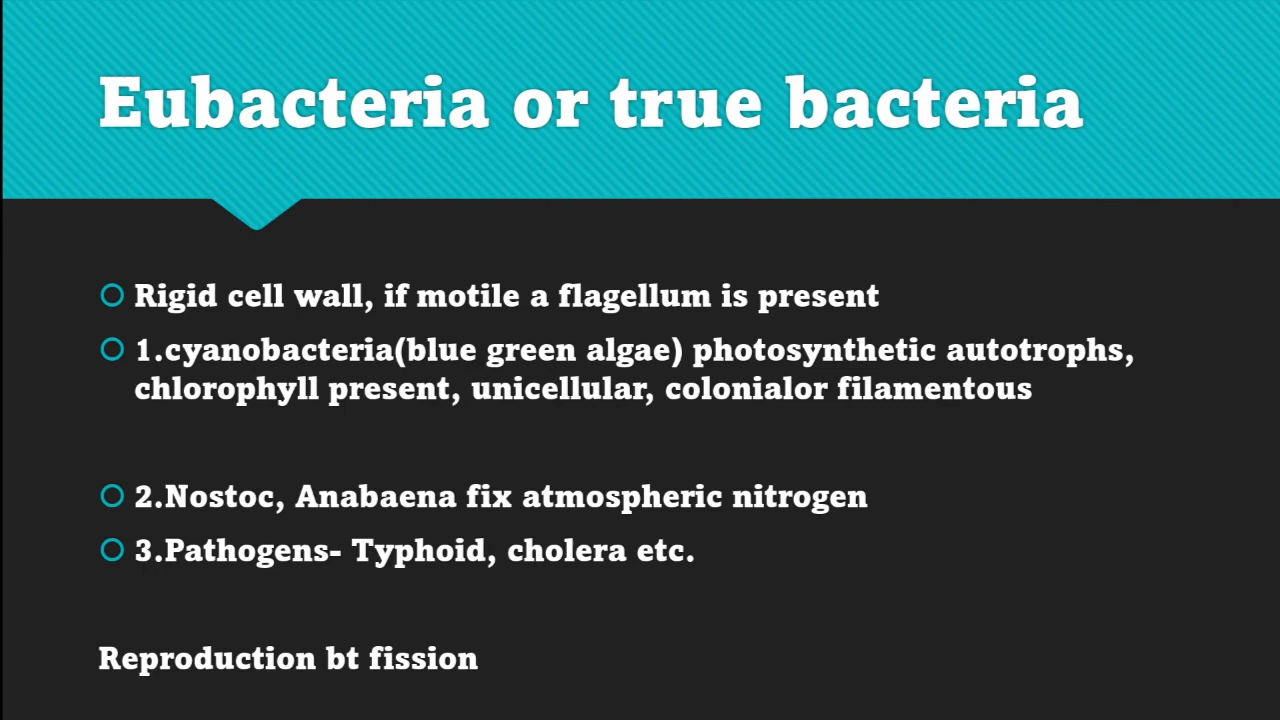 Eubacteria or true bacteria
Rigid cell wall, if motile a flagellum is present
1.cyanobacteria(blue green algae) photosynthetic autotrophs,
chlorophyll present, unicellular, colonialor filamentous
2.Nostoc, Anabaena fix atmospheric nitrogen
3.Pathogens- Typhoid, cholera etc.
Reproduction bt fission